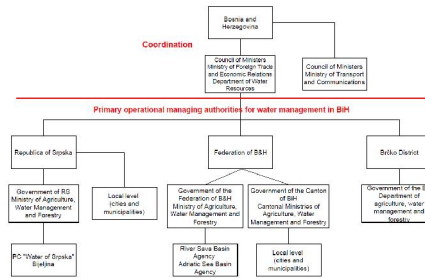 Bosnia and
Herzegovina
Coordination
Council of Ministers
Ministry of Foreign Trade
and Economic Relations
Department of Water
Resources
Council of Ministers
Ministry of Transport
and Communications
Primary operational managing authorities for water management in BiH
Republica of Srpska
Federation of B&H
Brčko District
Government of RS
Ministry of Agriculture,
Water Management and
Forestry
Local level
(cities and
municipalities)
Government of the
Federation of B&H
Ministry of Agriculture,
Water Management and
Forestry
Government of the Canton
of BiH
Cantonal Ministries of
Agriculture, Water
Management and Forestry
Government of the
Department of
agriculture, water
management and
forestry
PC "Water of Srpska"
Bijeljina
River Sava Basin
Agency
Adriatic Sea Basin
Agency
Local level
(cities and
municipalities)